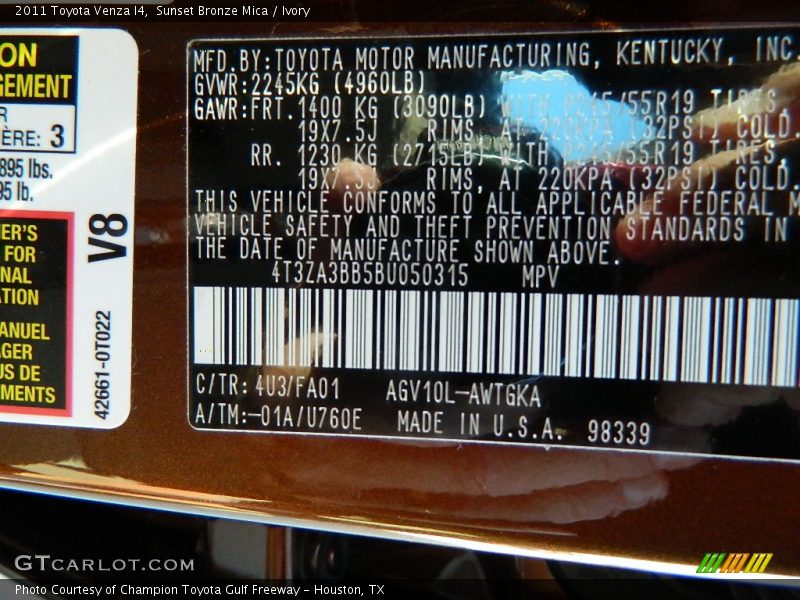 2011 Toyota Venza I4, Sunset Bronze Mica / Ivory
ON
GEMENT
R
ÈRE: 3
895 lbs.
95 lb.
ER'S
FOR
NAL
ATION
ANUEL
AGER
US DE
MENTS
V8
42661-0T022
MFD.BY:TOYOTA MOTOR MANUFACTURING, KENTUCKY, INC.
GVWR:2245KG (4960LB)
GAWR:FRT.1400 KG (3090LB) WITH P245/55R19 TIRES,
19X7.5J RIMS, AT 220KPA (32PSI) COLD.
RR. 1230 KG (2715LB) WITH P245/55R19 TIRES,
19X7.5J RIMS, AT 220KPA (32PSI) COLD.
THIS VEHICLE CONFORMS TO ALL APPLICABLE FEDERAL M
VEHICLE SAFETY AND THEFT PREVENTION STANDARDS IN
THE DATE OF MANUFACTURE SHOWN ABOVE.
4T3ZA3BB5BU050315 MPV
C/TR: 4U3/FA01 AGV10L-AWTGKA
A/TM:-01A/U760E MADE IN U.S.A. 98339
GTCARLOT.COM
Photo Courtesy of Champion Toyota Gulf Freeway - Houston, TX